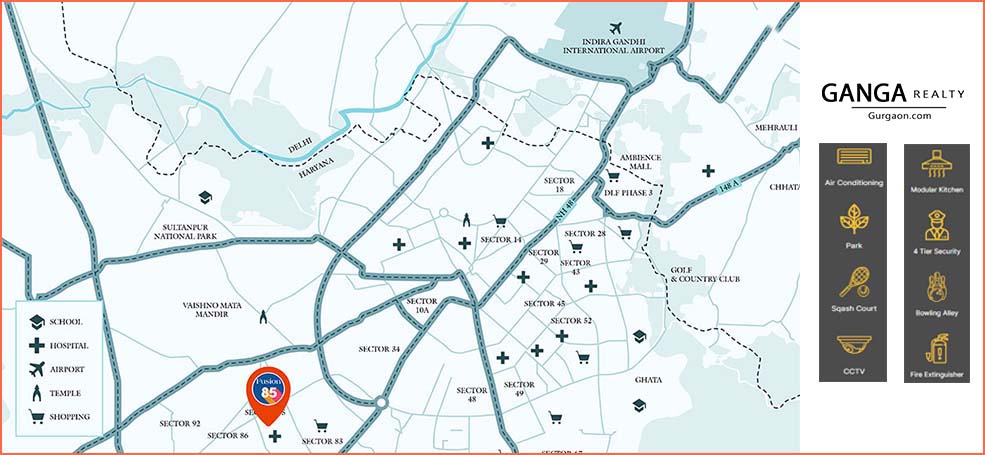 INDIRA GANDHI
INTERNATIONAL AIRPORT
DELHI
HARYANA
MEHRAULI
AMBIENCE
MALL
SECTOR
18
DLF PHASE 3
148 A
CHHATA
NH 48
SULTANPUR
NATIONAL PARK
SECTOR 14
SECTOR 28
SECTOR
29
SECTOR
43
GOLF
& COUNTRY CLUB
VAISHNO MATA
MANDIR
SECTOR
10A
SECTOR 45
SECTOR 52
SECTOR 34
GHATA
SECTOR
48
SECTOR
49
SECTOR 92
SECTOR 86
SECTOR 83
Fusion
85
SCHOOL
HOSPITAL
AIRPORT
TEMPLE
SHOPPING
GANGA REALTY
Gurgaon.com
Air Conditioning
Modular Kitchen
Park
4 Tier Security
Sqash Court
Bowling Alley
CCTV
Fire Extinguisher